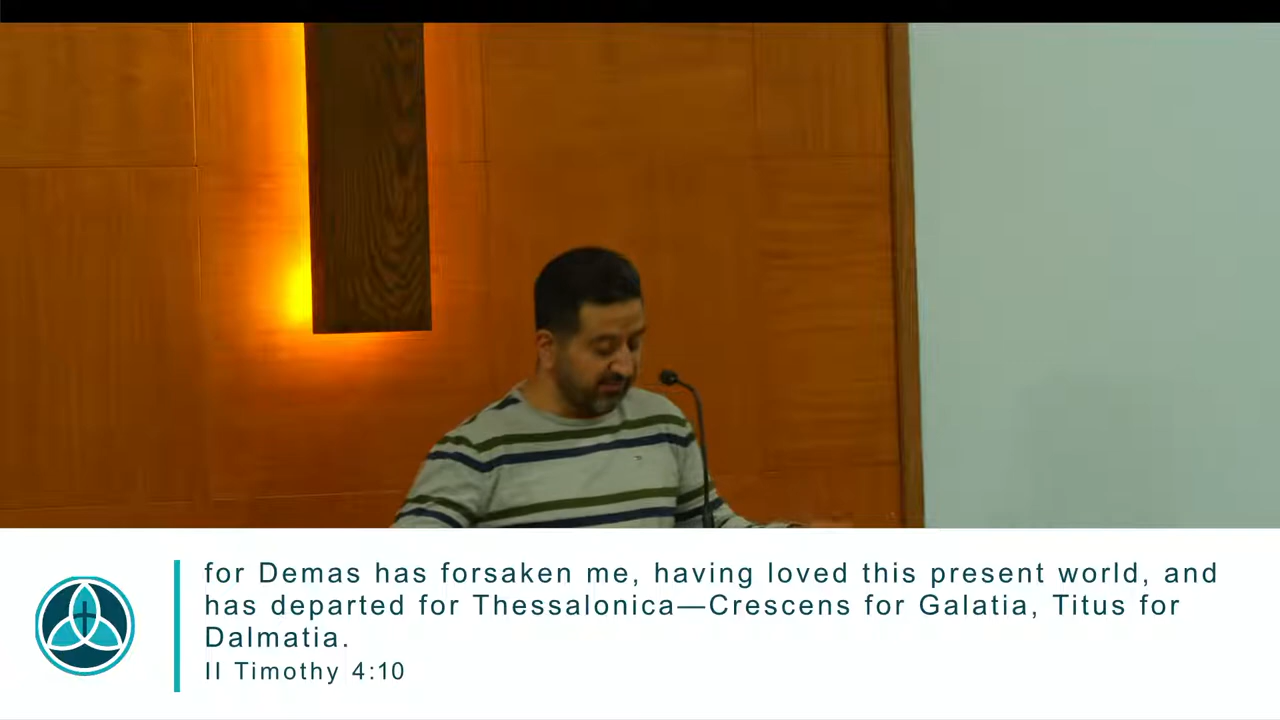 for Demas has forsaken me, having loved this present world, and
has departed for Thessalonica—Crescens for Galatia, Titus for
Dalmatia.
II Timothy 4:10